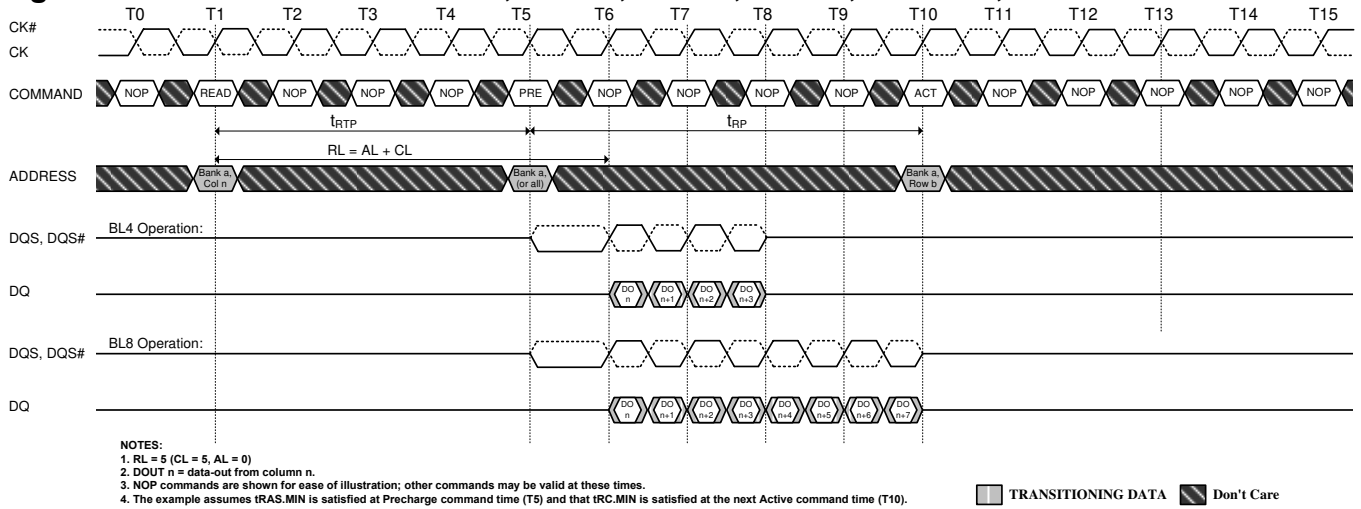 T0 T1 T2 T3 T4 T5 T6 T7 T8 T9 T10 T11 T12 T13 T14 T15
CK#
CK
COMMAND NOP READ NOP NOP NOP PRE NOP NOP NOP NOP ACT NOP NOP NOP NOP NOP
tRTP tRP
RL = AL + CL
ADDRESS Bank a, Col n Bank a, (or all) Bank a, Row b
BL4 Operation:
DQS, DQS#
DQ DO n DO n+1 DO n+2 DO n+3
BL8 Operation:
DQS, DQS#
DQ DO n DO n+1 DO n+2 DO n+3 DO n+4 DO n+5 DO n+6 DO n+7
NOTES:
1. RL = 5 (CL = 5, AL = 0)
2. DOUT n = data-out from column n.
3. NOP commands are shown for ease of illustration; other commands may be valid at these times.
4. The example assumes tRAS.MIN is satisfied at Precharge command time (T5) and that tRC.MIN is satisfied at the next Active command time (T10).
TRANSITIONING DATA Don't Care